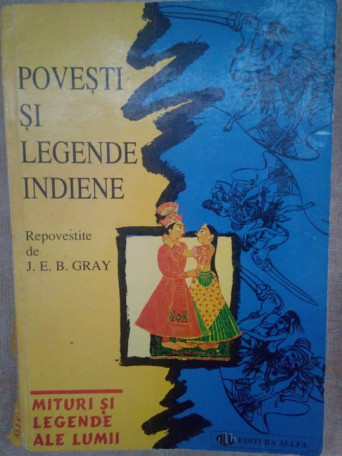 POVEȘTI
ȘI
LEGENDE
INDIENE
Repovestite
de
J. E. B. GRAY
MITURI ȘI
LEGENDE
ALE LUMII
EDITURA ALLFA